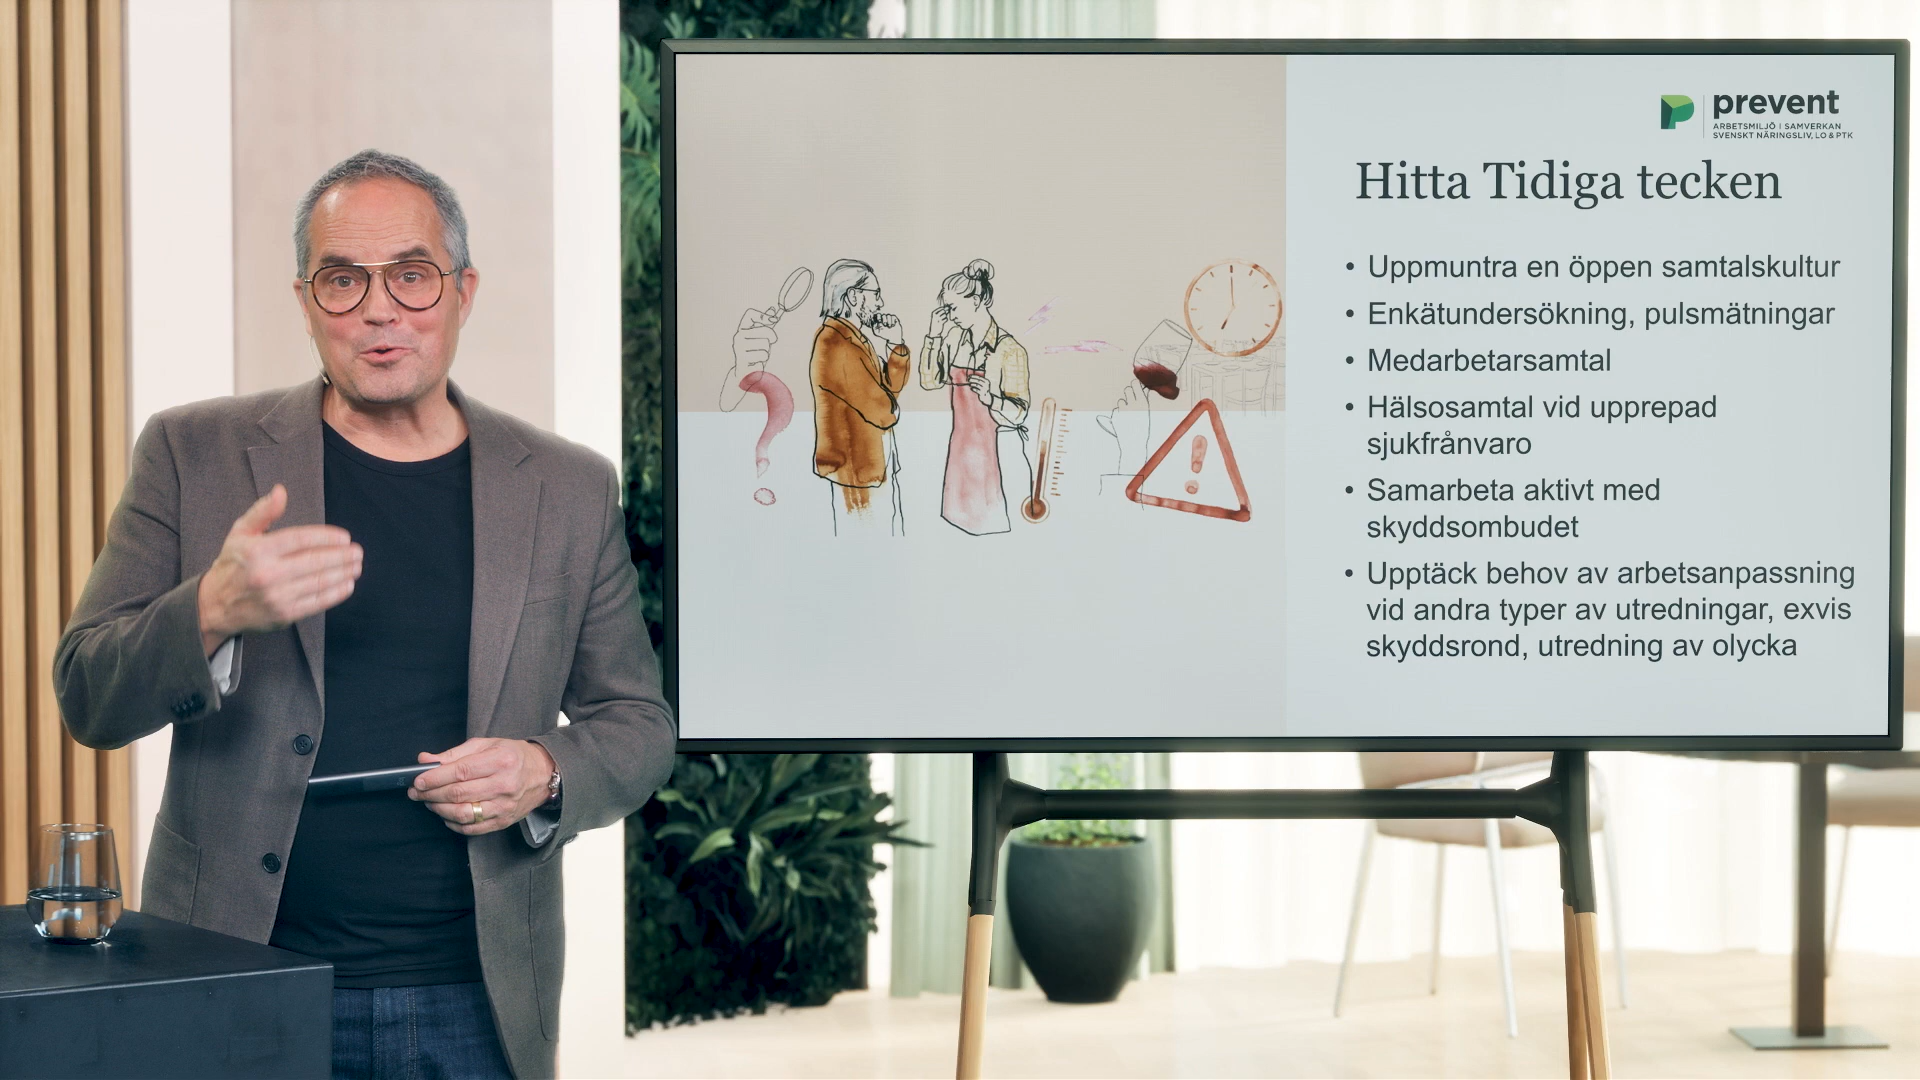 prevent
ARBETSMILJÖ I SAMVERKAN
SVENSKT NÄRINGSLIV, LO & PTK
Hitta Tidiga tecken
• Uppmuntra en öppen samtalskultur
• Enkätundersökning, pulsmätningar
• Medarbetarsamtal
• Hälsosamtal vid upprepad
sjukfrånvaro
• Samarbeta aktivt med
skyddsombudet
• Upptäck behov av arbetsanpassning
vid andra typer av utredningar, exvis
skyddsrond, utredning av olycka